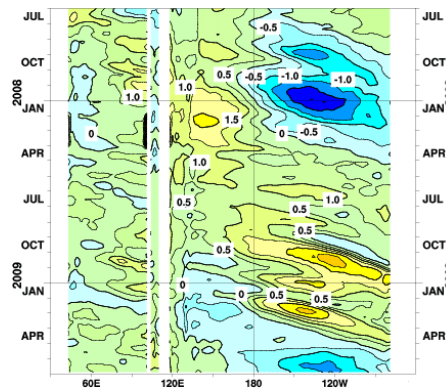 JUL JUL
-0.5
OCT 0.5 -0.5 -1.0 -1.0 OCT
1.0 1.0
2008
JAN 1.5 JAN
0 0 -0.5
APR 1.0 APR
JUL 0.5 1.0 JUL
0.5
0.5
OCT 0.5 OCT
2009
JAN 0 0 0.5 0.5 JAN
APR APR
60E 120E 180 120W